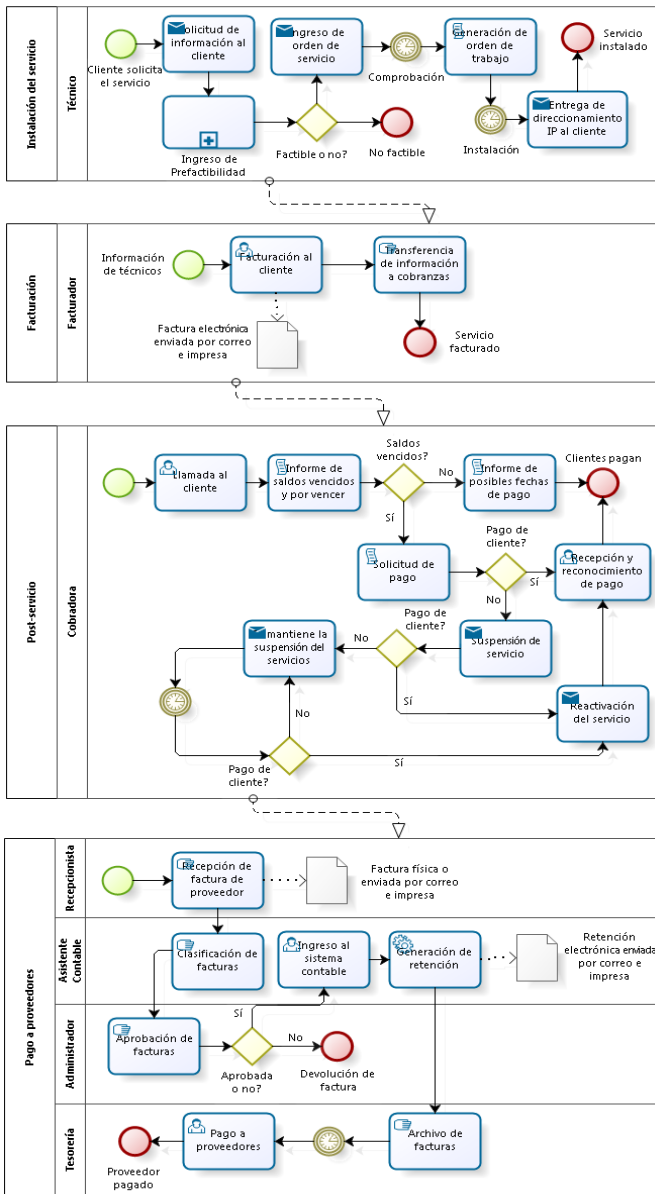 Instalación del servicio
Técnico
Cliente solicita
el servicio
Solicitud de
información al
cliente
Ingreso de
Prefactibilidad
Factible o no?
No factible
Ingreso de
orden de
servicio
Comprobación
Generación de
orden de
trabajo
Instalación
Entrega de
direccionamiento
IP al cliente
Servicio
instalado
Facturación
Facturador
Información
de técnicos
Facturación al
cliente
Factura electrónica
enviada por correo
e impresa
Transferencia
de información
a cobranzas
Servicio
facturado
Post-servicio
Cobradora
Llamada al
cliente
Informe de
saldos vencidos
y por vencer
Saldos
vencidos?
No
Informe de
posibles fechas
de pago
Clientes pagan
Sí
Solicitud de
pago
Pago de
cliente?
Sí
Recepción y
reconocimiento
de pago
No
Suspensión de
servicio
Pago de
cliente?
No
mantiene la
suspensión del
servicios
Sí
Reactivación
del servicio
No
Pago de
cliente?
Sí
Pago a proveedores
Recepcionista
Recepción de
factura de
proveedor
Factura física o
enviada por correo
e impresa
Asistente
Contable
Clasificación de
facturas
Ingreso al
sistema
contable
Generación de
retención
Retención
electrónica enviada
por correo e
impresa
Administrador
Aprobación de
facturas
Sí
Aprobada
o no?
No
Devolución de
factura
Tesorería
Proveedor
pagado
Pago a
proveedores
Archivo de
facturas